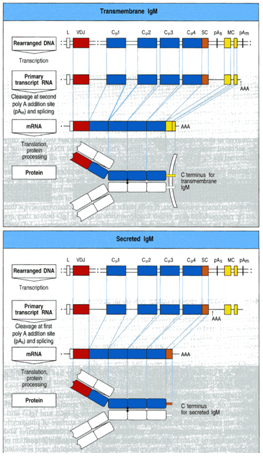 Transmembrane IgM
L VDJ Cμ1 Cμ2 Cμ3 Cμ4 SC pAs MC pAm
Rearranged DNA
Transcription
Primary
transcript RNA
AAA
Cleavage at second
poly A addition site
(pAm) and splicing
mRNA
AAA
Translation,
protein
processing
Protein
C terminus for
transmembrane
IgM
Secreted IgM
L VDJ Cμ1 Cμ2 Cμ3 Cμ4 SC pAs MC pAm
Rearranged DNA
Transcription
Primary
transcript RNA
AAA
Cleavage at first
poly A addition
site (pAs) and
splicing
mRNA
AAA
Translation,
protein
processing
Protein
C terminus
for secreted IgM